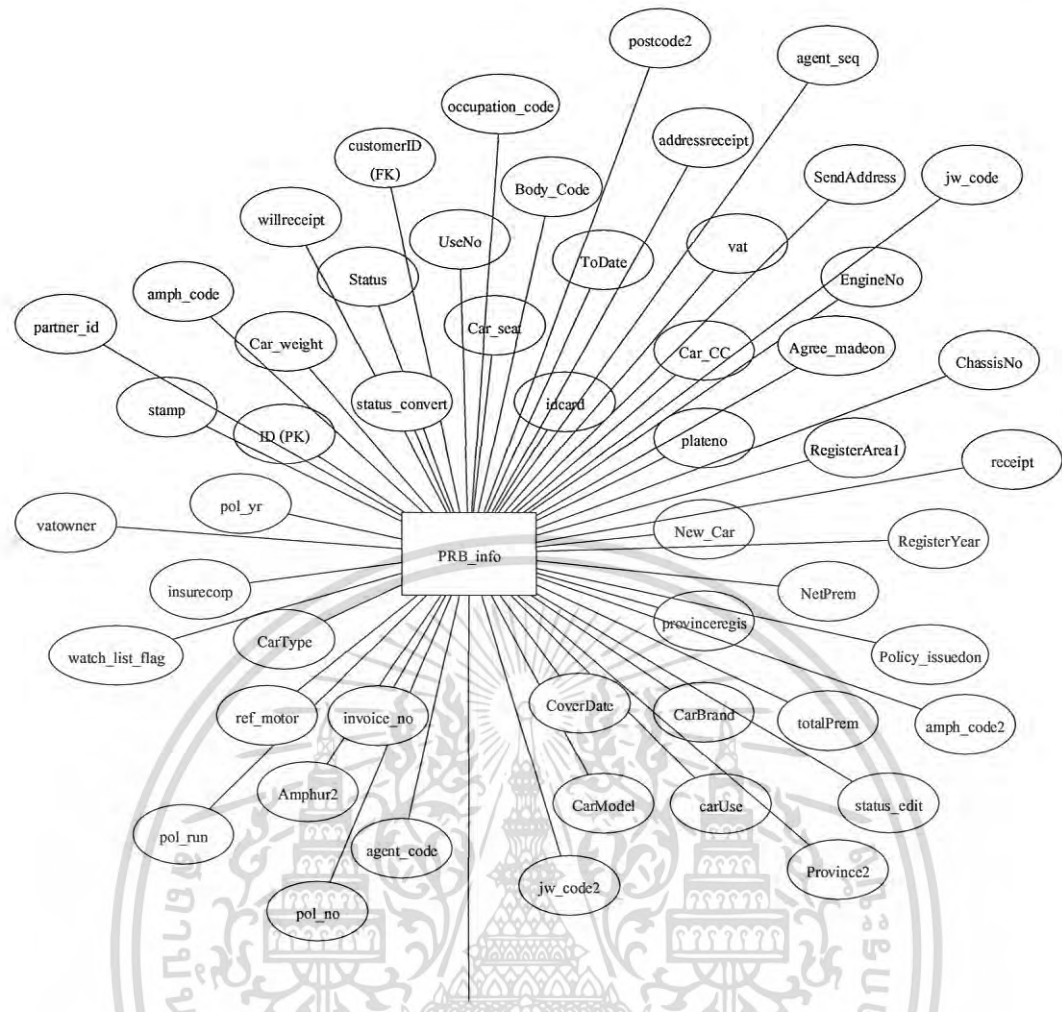 postcode2
agent_seq
occupation_code
addressreceipt
customerID
(FK)
Body_Code
SendAddress
jw_code
willreceipt
UseNo
vat
Status
ToDate
EngineNo
amph_code
partner_id
Car_weight
Car_seat
Car_CC
Agree_madeon
ChassisNo
stamp
status_convert
idcard
ID (PK)
plateno
RegisterArea1
receipt
pol_yr
vatowner
New_Car
RegisterYear
PRB_info
insurecorp
NetPrem
CarType
provinceregis
watch_list_flag
Policy_issuedon
ref_motor
invoice_no
CoverDate
CarBrand
totalPrem
amph_code2
Amphur2
CarModel
carUse
status_edit
pol_run
agent_code
Province2
jw_code2
pol_no